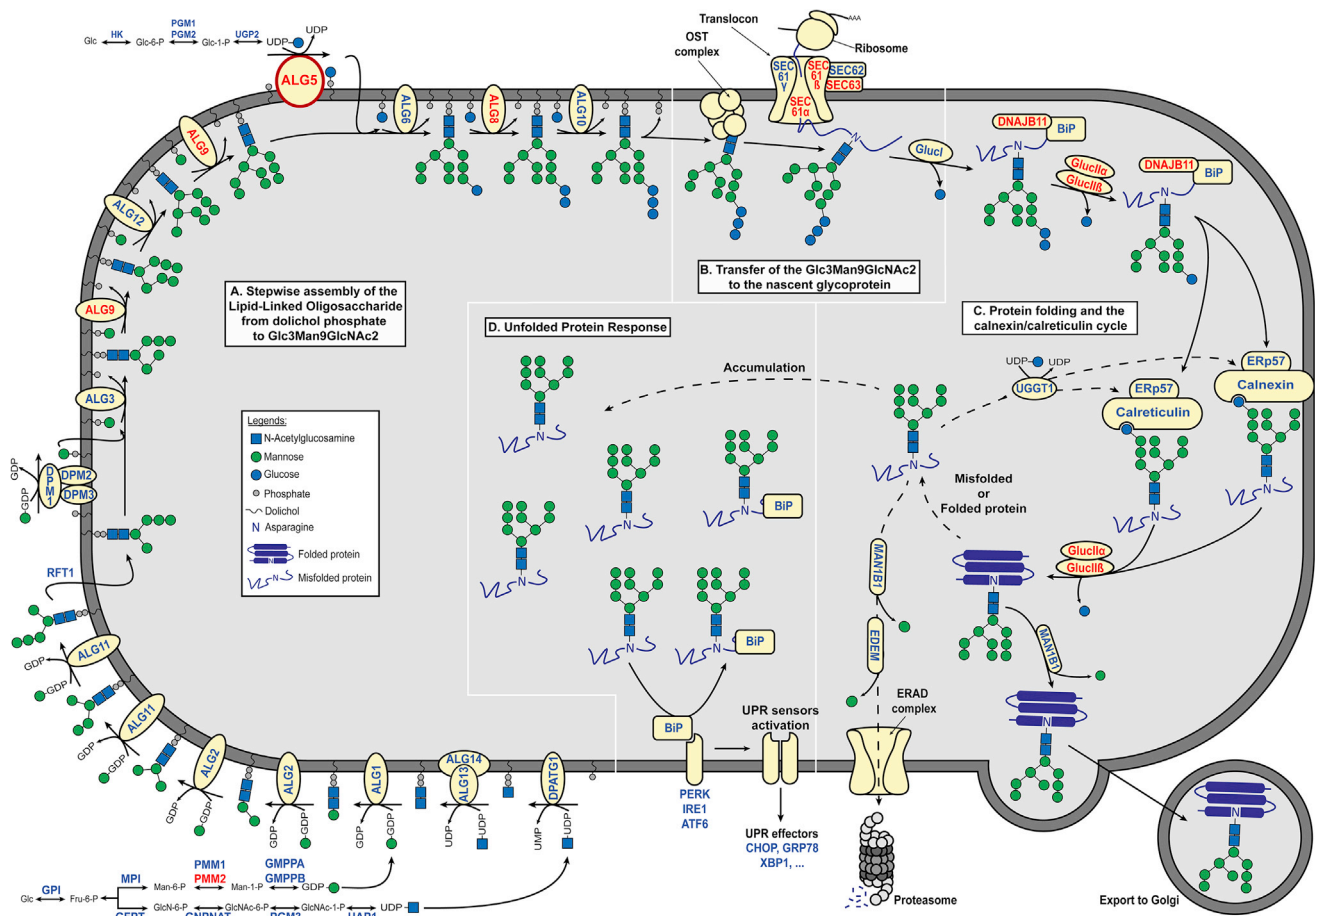 Glc
HK
Glc-6-P
PGM1
PGM2
Glc-1-P
UGP2
UDP
UDP
ALG5
ALG6
ALG8
ALG10
OST
complex
Translocon
AAA
Ribosome
SEC
61
γ
SEC
61
ß
SEC
61α
SEC62
SEC63
N
GlucI
DNAJB11
BiP
N
GlucIIα
GlucIIß
DNAJB11
BiP
N
ALG9
ALG12
ALG9
ALG3
A. Stepwise assembly of the
Lipid-Linked Oligosaccharide
from dolichol phosphate
to Glc3Man9GlcNAc2
B. Transfer of the Glc3Man9GlcNAc2
to the nascent glycoprotein
C. Protein folding and the
calnexin/calreticulin cycle
D. Unfolded Protein Response
Accumulation
UDP
UDP
UGGT1
ERp57
Calreticulin
ERp57
Calnexin
N
N
N
N
N
N
N
N
N
N
BiP
BiP
Misfolded
or
Folded protein
Legends:
N-Acetylglucosamine
Mannose
Glucose
Phosphate
Dolichol
N
Asparagine
N
Folded protein
N
Misfolded protein
GDP
GDP
DPM1
DPM2
DPM3
RFT1
GDP
GDP
ALG11
GDP
GDP
ALG11
GDP
GDP
ALG2
GDP
GDP
ALG2
GDP
GDP
ALG1
UDP
UDP
ALG14
ALG13
UMP
UDP
DPATG1
MAN1B1
EDEM
GlucIIα
GlucIIß
N
MAN1B1
N
N
BiP
UPR sensors
activation
PERK
IRE1
ATF6
UPR effectors
CHOP, GRP78
XBP1, ...
ERAD
complex
Proteasome
Export to Golgi
Glc
GPI
Fru-6-P
MPI
Man-6-P
PMM1
PMM2
Man-1-P
GMPPA
GMPPB
GDP
GlcN-6-P
GlcNAc-6-P
GlcNAc-1-P
UDP